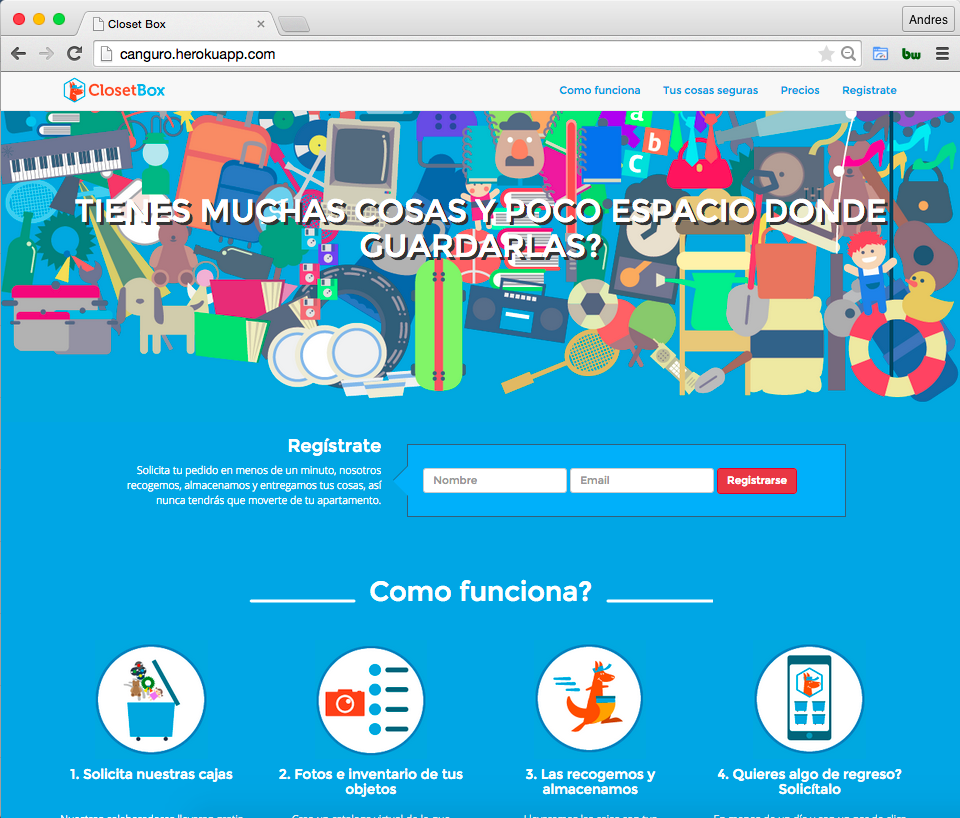 Closet Box
Andres
canguro.herokuapp.com
bw
ClosetBox
Como funciona
Tus cosas seguras
Precios
Registrate
a
b
c
TIENES MUCHAS COSAS Y POCO ESPACIO DONDE
GUARDARLAS?
Regístrate
Solicita tu pedido en menos de un minuto, nosotros
recogemos, almacenamos y entregamos tus cosas, así
nunca tendrás que moverte de tu apartamento.
Nombre
Email
Registrarse
Como funciona?
1. Solicita nuestras cajas
2. Fotos e inventario de tus
objetos
3. Las recogemos y
almacenamos
4. Quieres algo de regreso?
Solicítalo